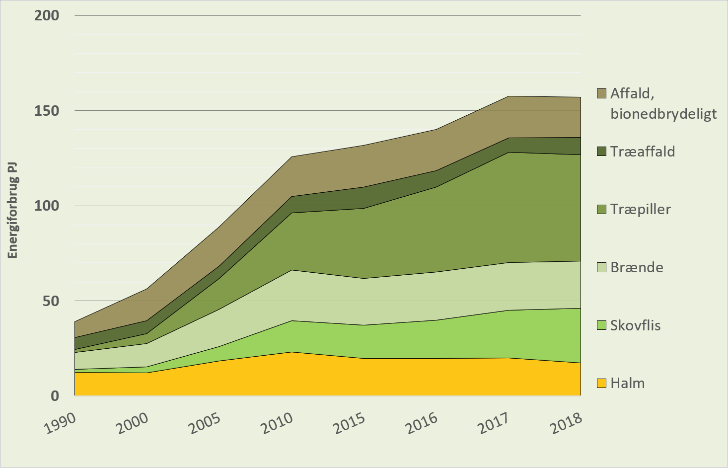 200
150
100
50
0
Energiforbrug PJ
1990
2000
2005
2010
2015
2016
2017
2018
Affald,
bionedbrydeligt
Træaffald
Træpiller
Brænde
Skovflis
Halm